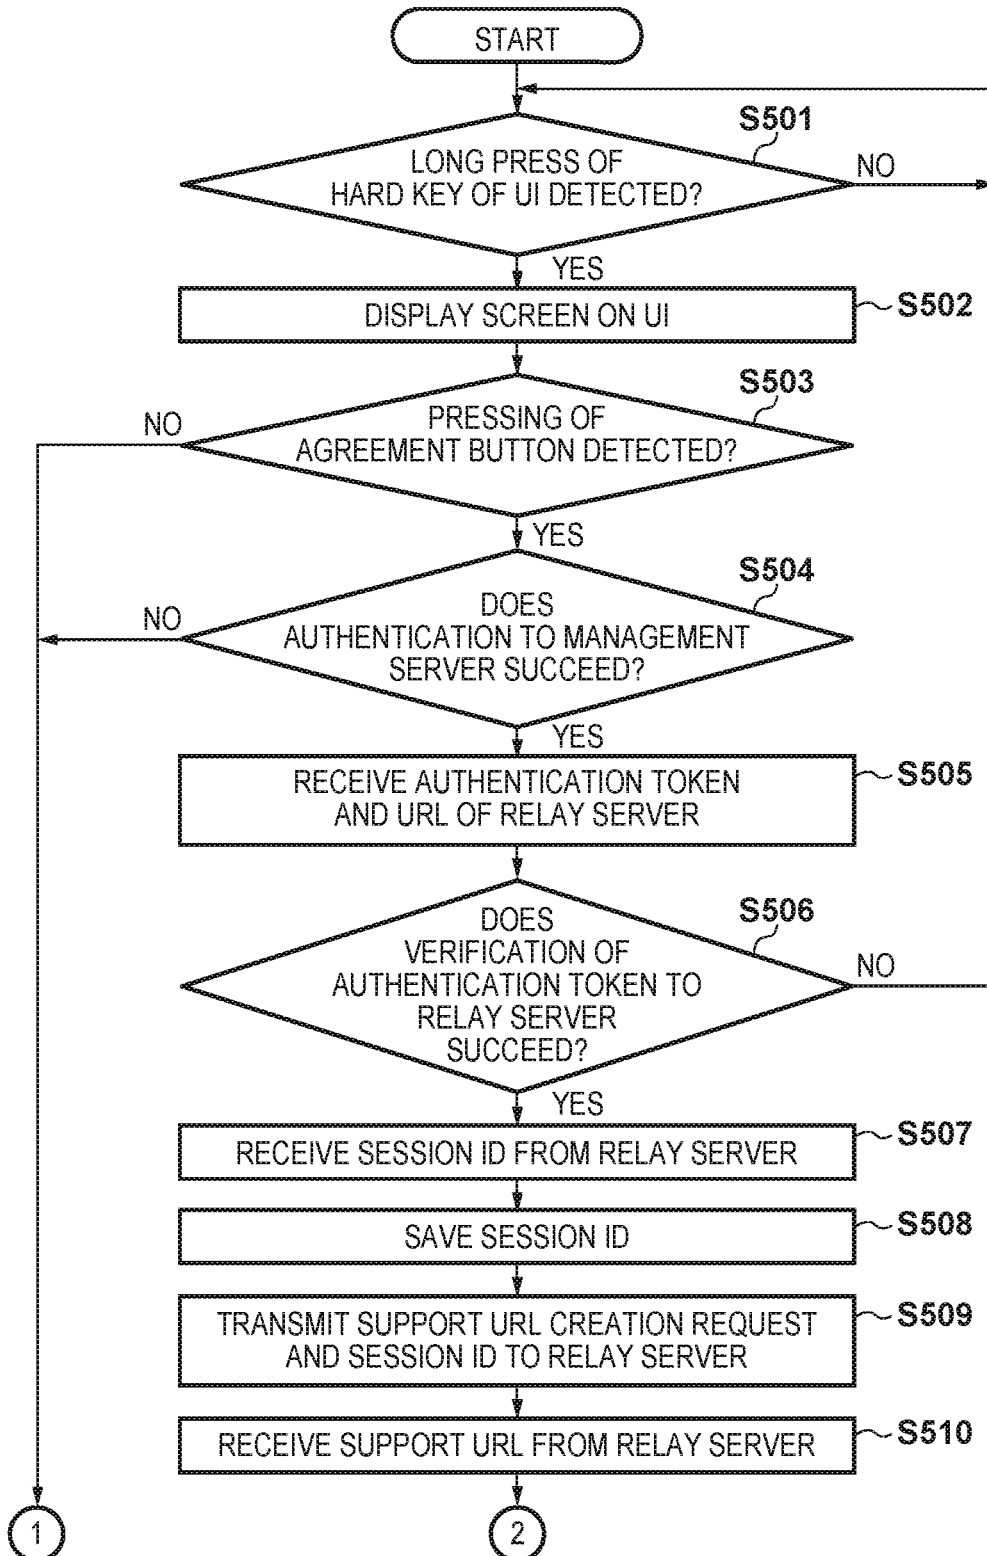 START
S501
LONG PRESS OF
HARD KEY OF UI DETECTED?
NO
YES
DISPLAY SCREEN ON UI
S502
S503
NO
PRESSING OF
AGREEMENT BUTTON DETECTED?
YES
S504
NO
DOES
AUTHENTICATION TO MANAGEMENT
SERVER SUCCEED?
YES
RECEIVE AUTHENTICATION TOKEN
AND URL OF RELAY SERVER
S505
S506
DOES
VERIFICATION OF
AUTHENTICATION TOKEN TO
RELAY SERVER
SUCCEED?
NO
YES
RECEIVE SESSION ID FROM RELAY SERVER
S507
SAVE SESSION ID
S508
TRANSMIT SUPPORT URL CREATION REQUEST
AND SESSION ID TO RELAY SERVER
S509
RECEIVE SUPPORT URL FROM RELAY SERVER
S510
1
2